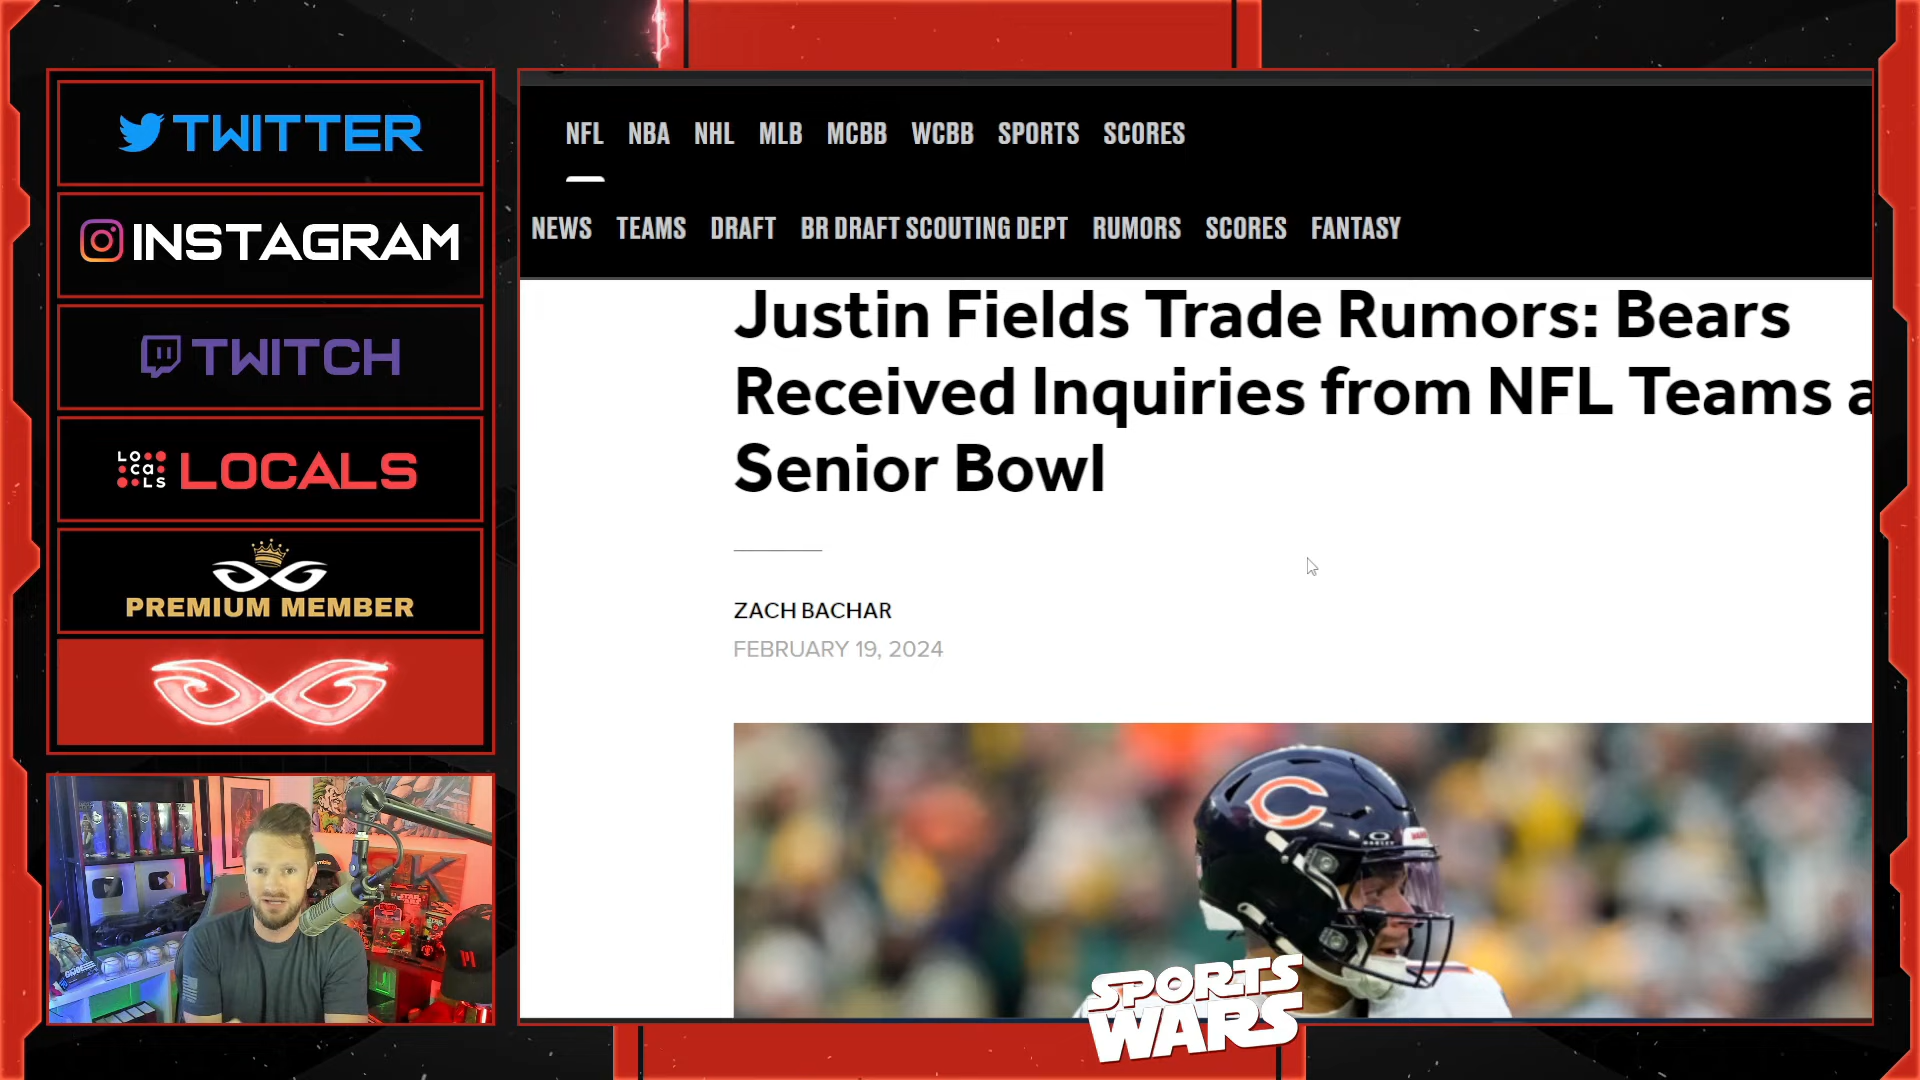 TWITTER
INSTAGRAM
TWITCH
LOCALS
LOCALS
PREMIUM MEMBER
NFL NBA NHL MLB MCBB WCBB SPORTS SCORES
NEWS TEAMS DRAFT BR DRAFT SCOUTING DEPT RUMORS SCORES FANTASY
Justin Fields Trade Rumors: Bears
Received Inquiries from NFL Teams a
Senior Bowl
ZACH BACHAR
FEBRUARY 19, 2024
SPORTS
WARS